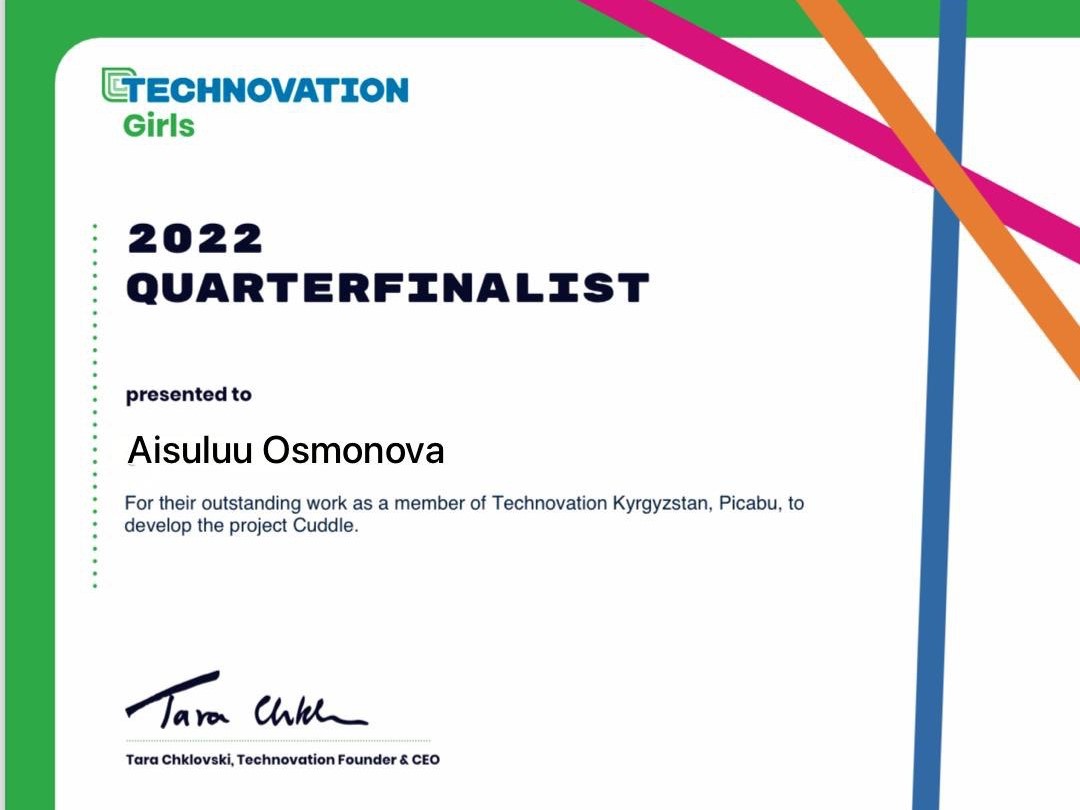 TECHNOVATION
Girls
2022
QUARTERFINALIST
presented to
Aisuluu Osmonova
For their outstanding work as a member of Technovation Kyrgyzstan, Picabu, to
develop the project Cuddle.
Tara Chkl
Tara Chklovski, Technovation Founder & CEO